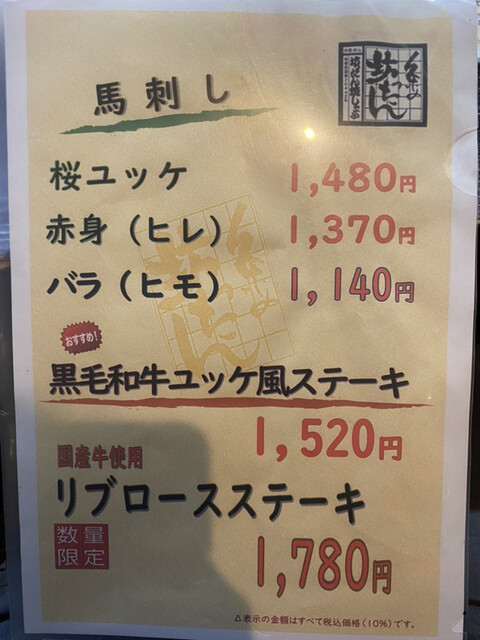 馬刺し
桜ユッケ 1,480円
赤身（ヒレ） 1,370円
バラ（ヒモ） 1,140円
おすすめ!
黒毛和牛ユッケ風ステーキ
1,520円
国産牛使用
リブロースステーキ
数量
限定
1,780円
△表示の金額はすべて税込価格(10%)です。